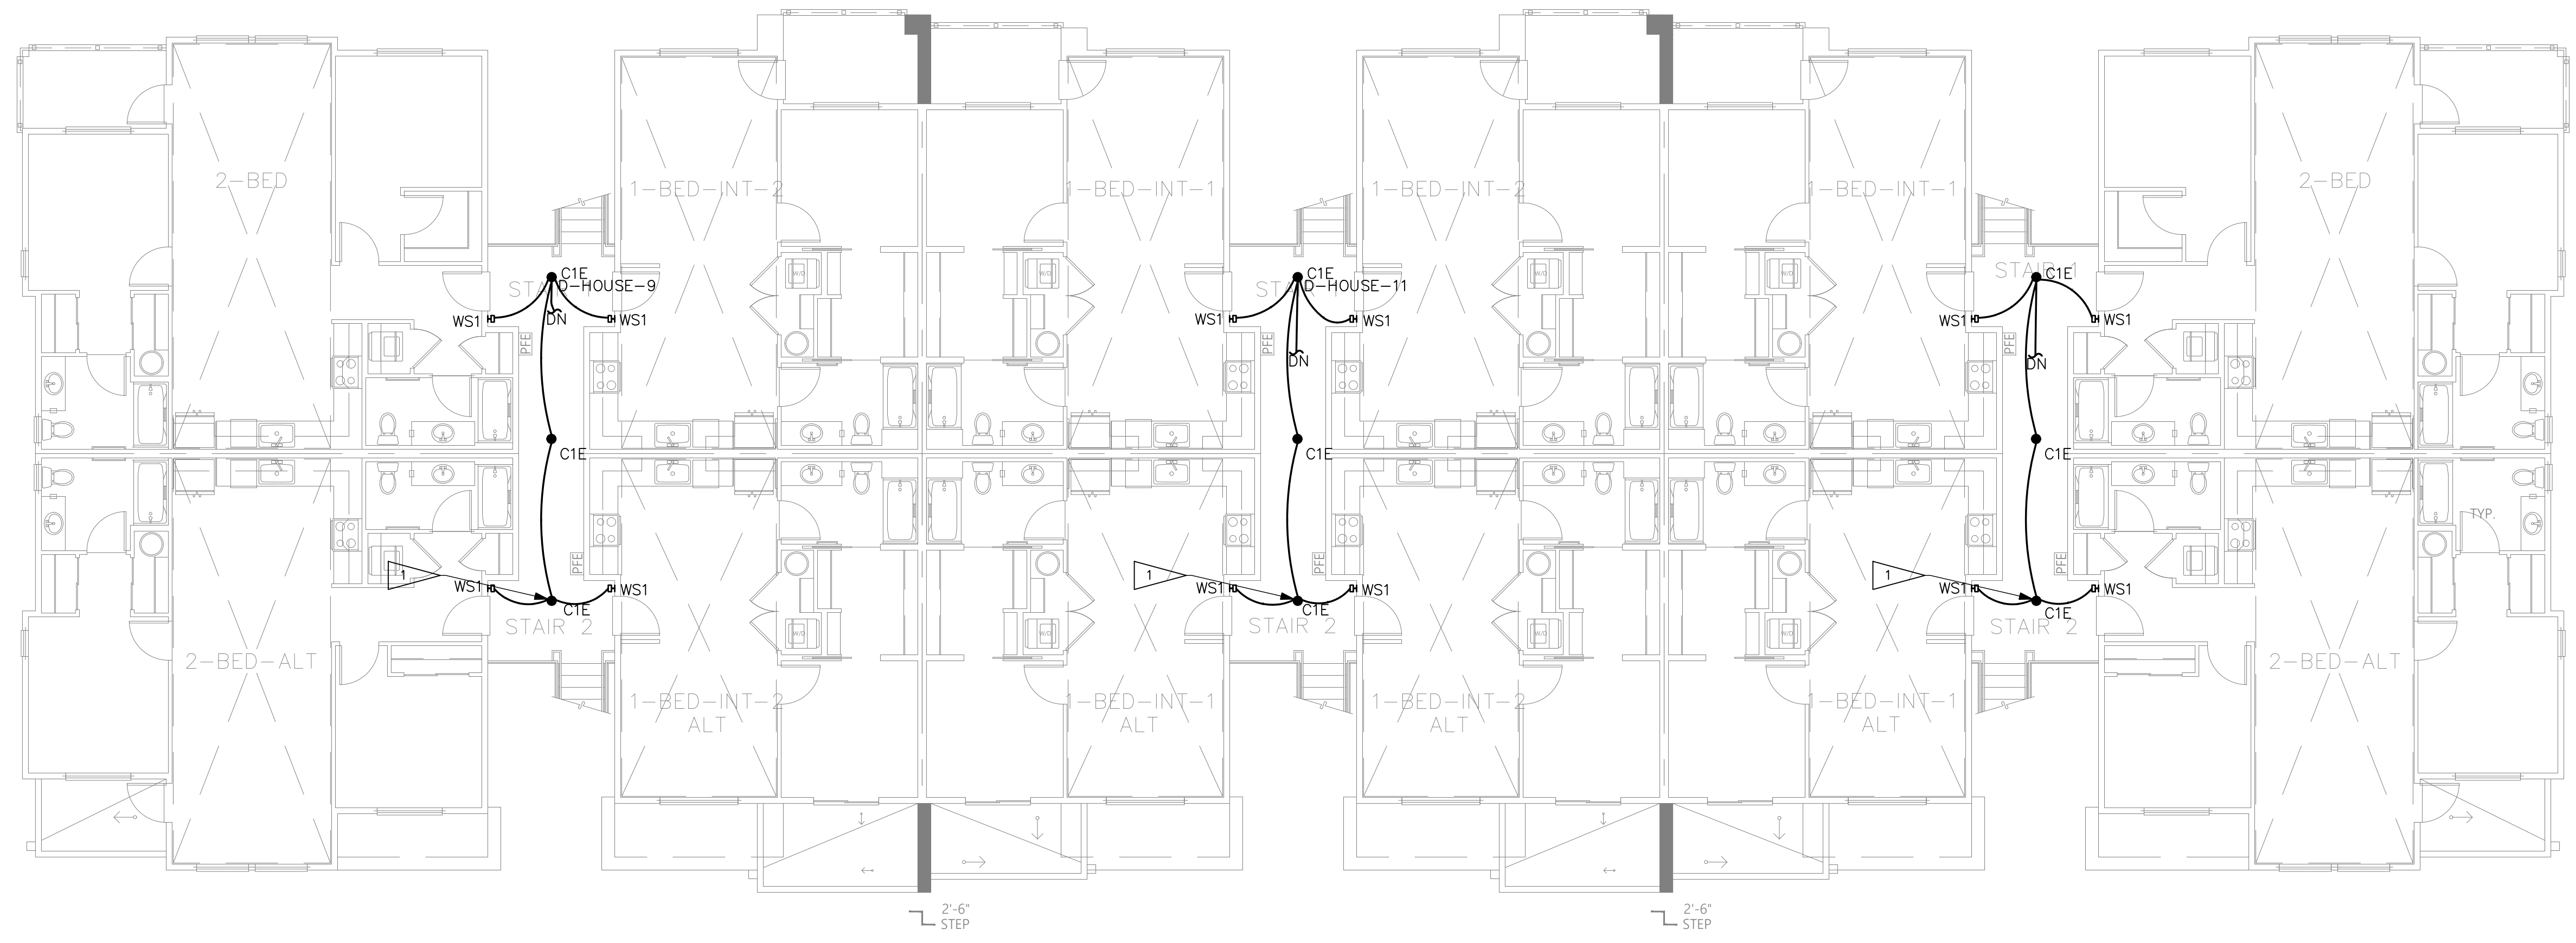 2-BED
1-BED-INT-2
1-BED-INT-1
1-BED-INT-2
1-BED-INT-1
2-BED
W/D
W/D
W/D
W/D
STAIR 1
C1E
D-HOUSE-9
DN
WS1
WS1
PFE
STAIR 1
C1E
D-HOUSE-11
DN
WS1
WS1
PFE
STAIR 1
C1E
DN
WS1
WS1
PFE
C1E
C1E
C1E
TYP.
PFE
PFE
PFE
1
WS1
WS1
C1E
STAIR 2
1
WS1
WS1
C1E
STAIR 2
1
WS1
WS1
C1E
STAIR 2
W/D
W/D
W/D
W/D
2-BED-ALT
1-BED-INT-2
ALT
1-BED-INT-1
ALT
1-BED-INT-2
ALT
1-BED-INT-1
ALT
2-BED-ALT
2'-6"
STEP
2'-6"
STEP